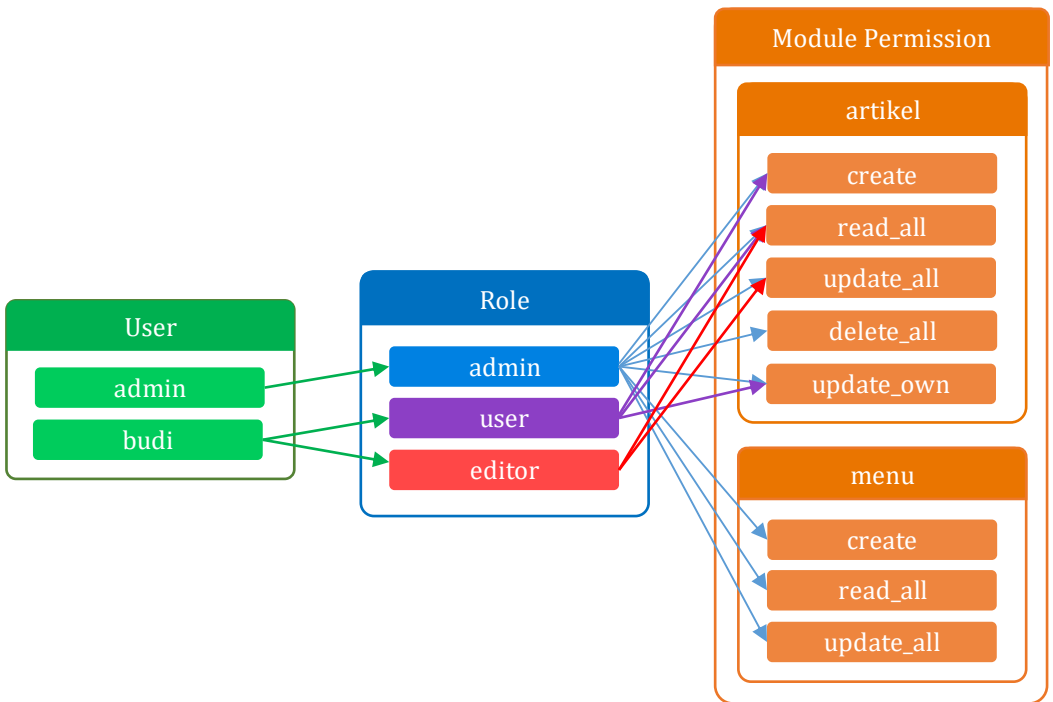 User
admin
budi
Role
admin
user
editor
Module Permission
artikel
create
read_all
update_all
delete_all
update_own
menu
create
read_all
update_all